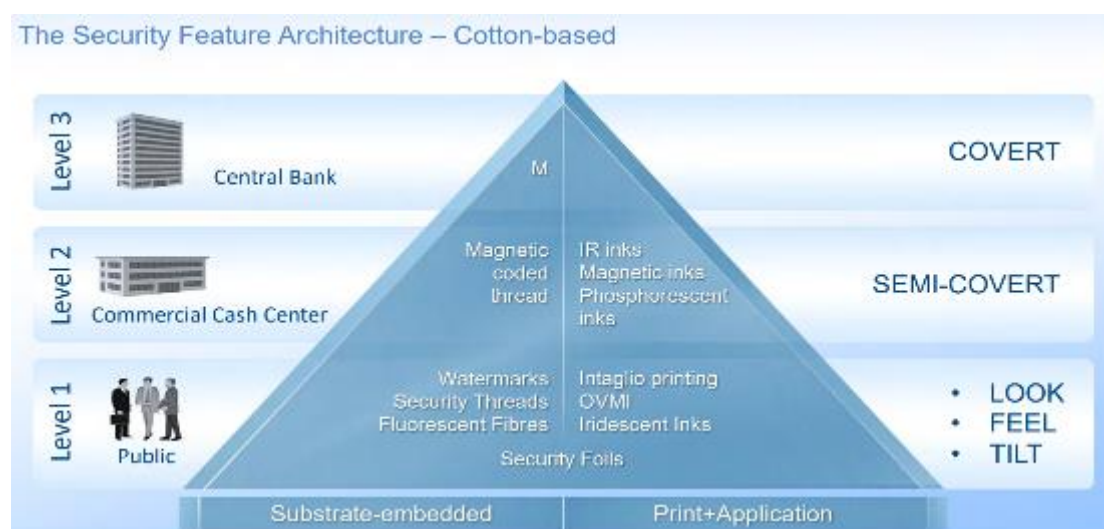 The Security Feature Architecture – Cotton-based
Level 3
Central Bank
M
COVERT
Level 2
Commercial Cash Center
Magnetic
coded
thread
IR inks
Magnetic inks
Phosphorescent
inks
SEMI-COVERT
Level 1
Public
Watermarks
Security Threads
Fluorescent Fibres
Intaglio printing
OVMI
Iridescent Inks
Security Foils
• LOOK
• FEEL
• TILT
Substrate-embedded
Print+Application